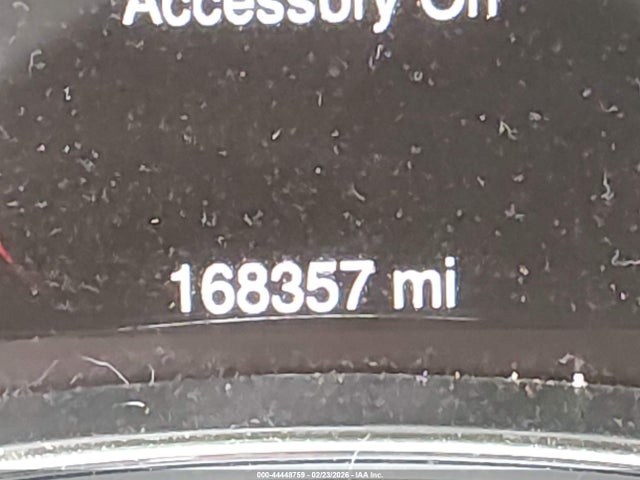 Accessory On
168357 mi
000-44448759 - 02/23/2026 - IAA Inc.